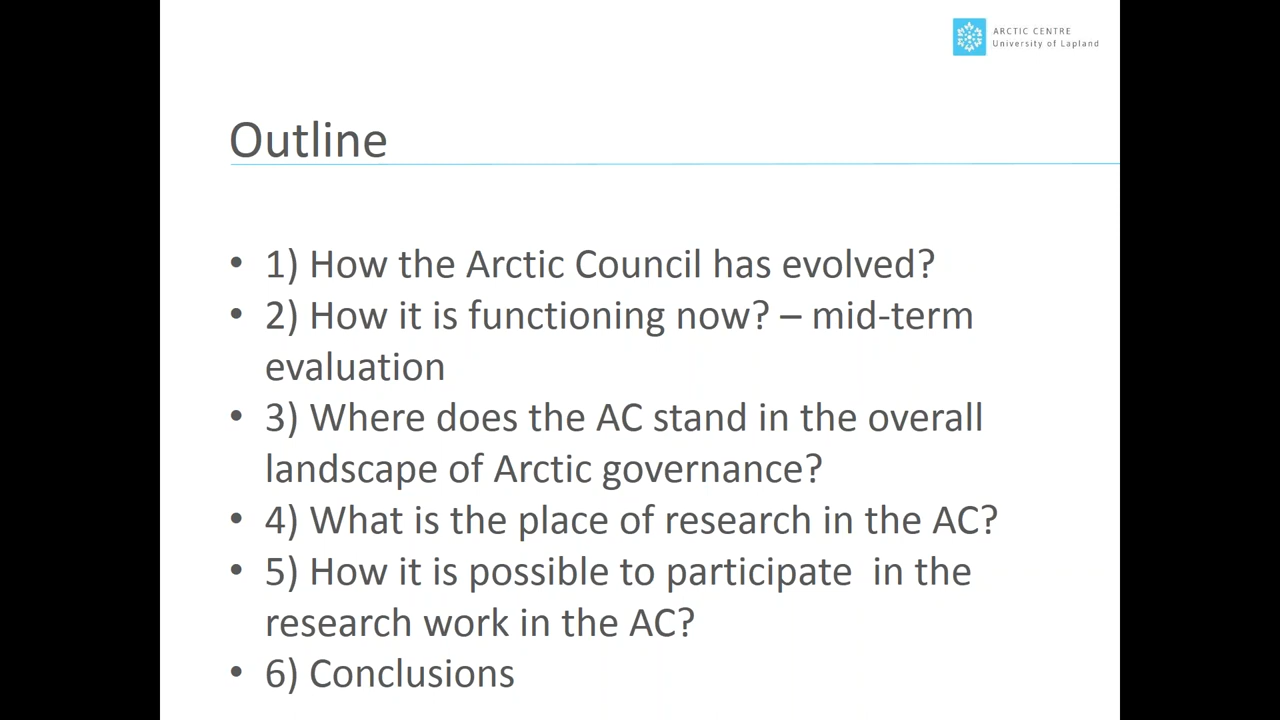 ARCTIC CENTRE
University of Lapland
Outline
• 1) How the Arctic Council has evolved?
• 2) How it is functioning now? – mid-term
evaluation
• 3) Where does the AC stand in the overall
landscape of Arctic governance?
• 4) What is the place of research in the AC?
• 5) How it is possible to participate  in the
research work in the AC?
• 6) Conclusions